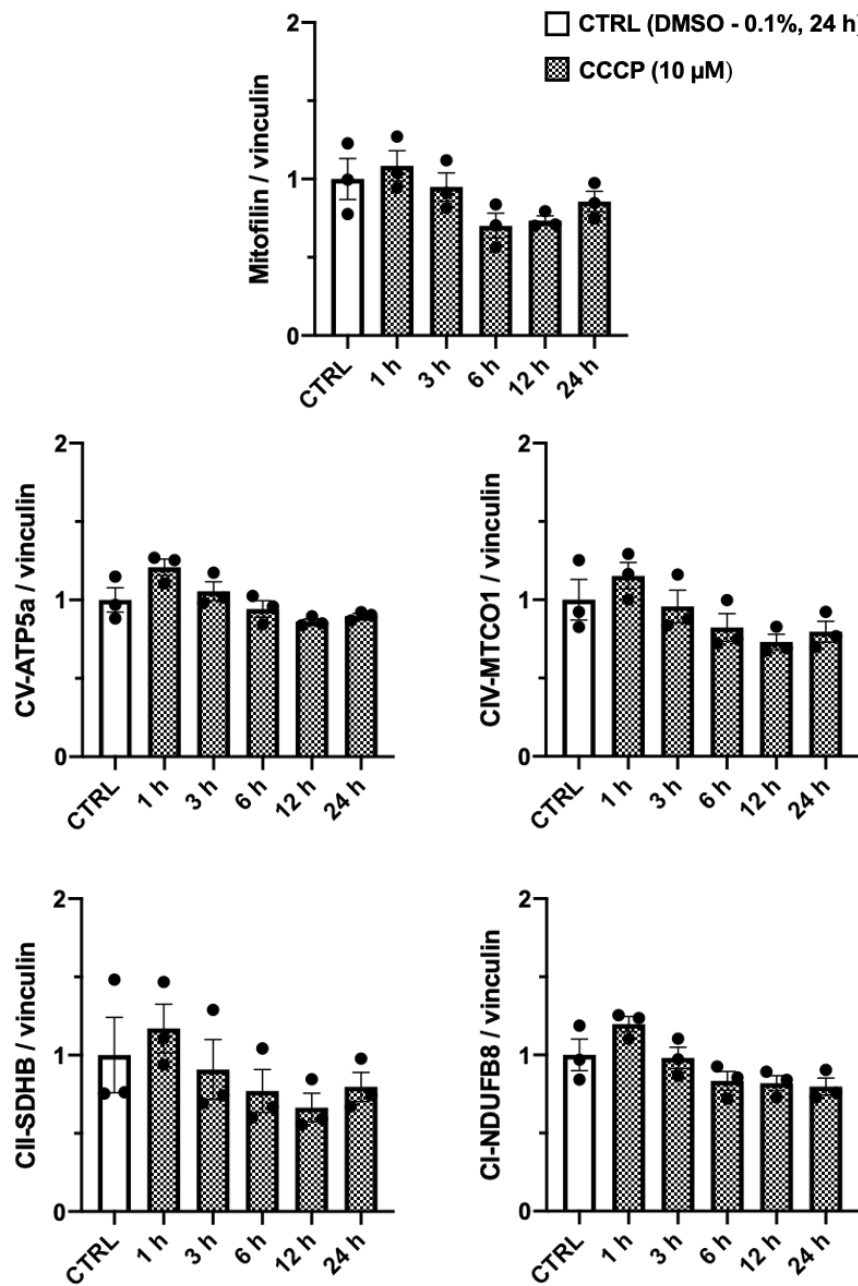 CTRL (DMSO - 0.1%, 24 h)
CCCP (10 µM)
Mitofilin / vinculin
2
1
0
CTRL
1 h
3 h
6 h
12 h
24 h
CV-ATP5a / vinculin
2
1
0
CTRL
1 h
3 h
6 h
12 h
24 h
CIV-MTCO1 / vinculin
2
1
0
CTRL
1 h
3 h
6 h
12 h
24 h
CII-SDHB / vinculin
2
1
0
CTRL
1 h
3 h
6 h
12 h
24 h
CI-NDUFB8 / vinculin
2
1
0
CTRL
1 h
3 h
6 h
12 h
24 h